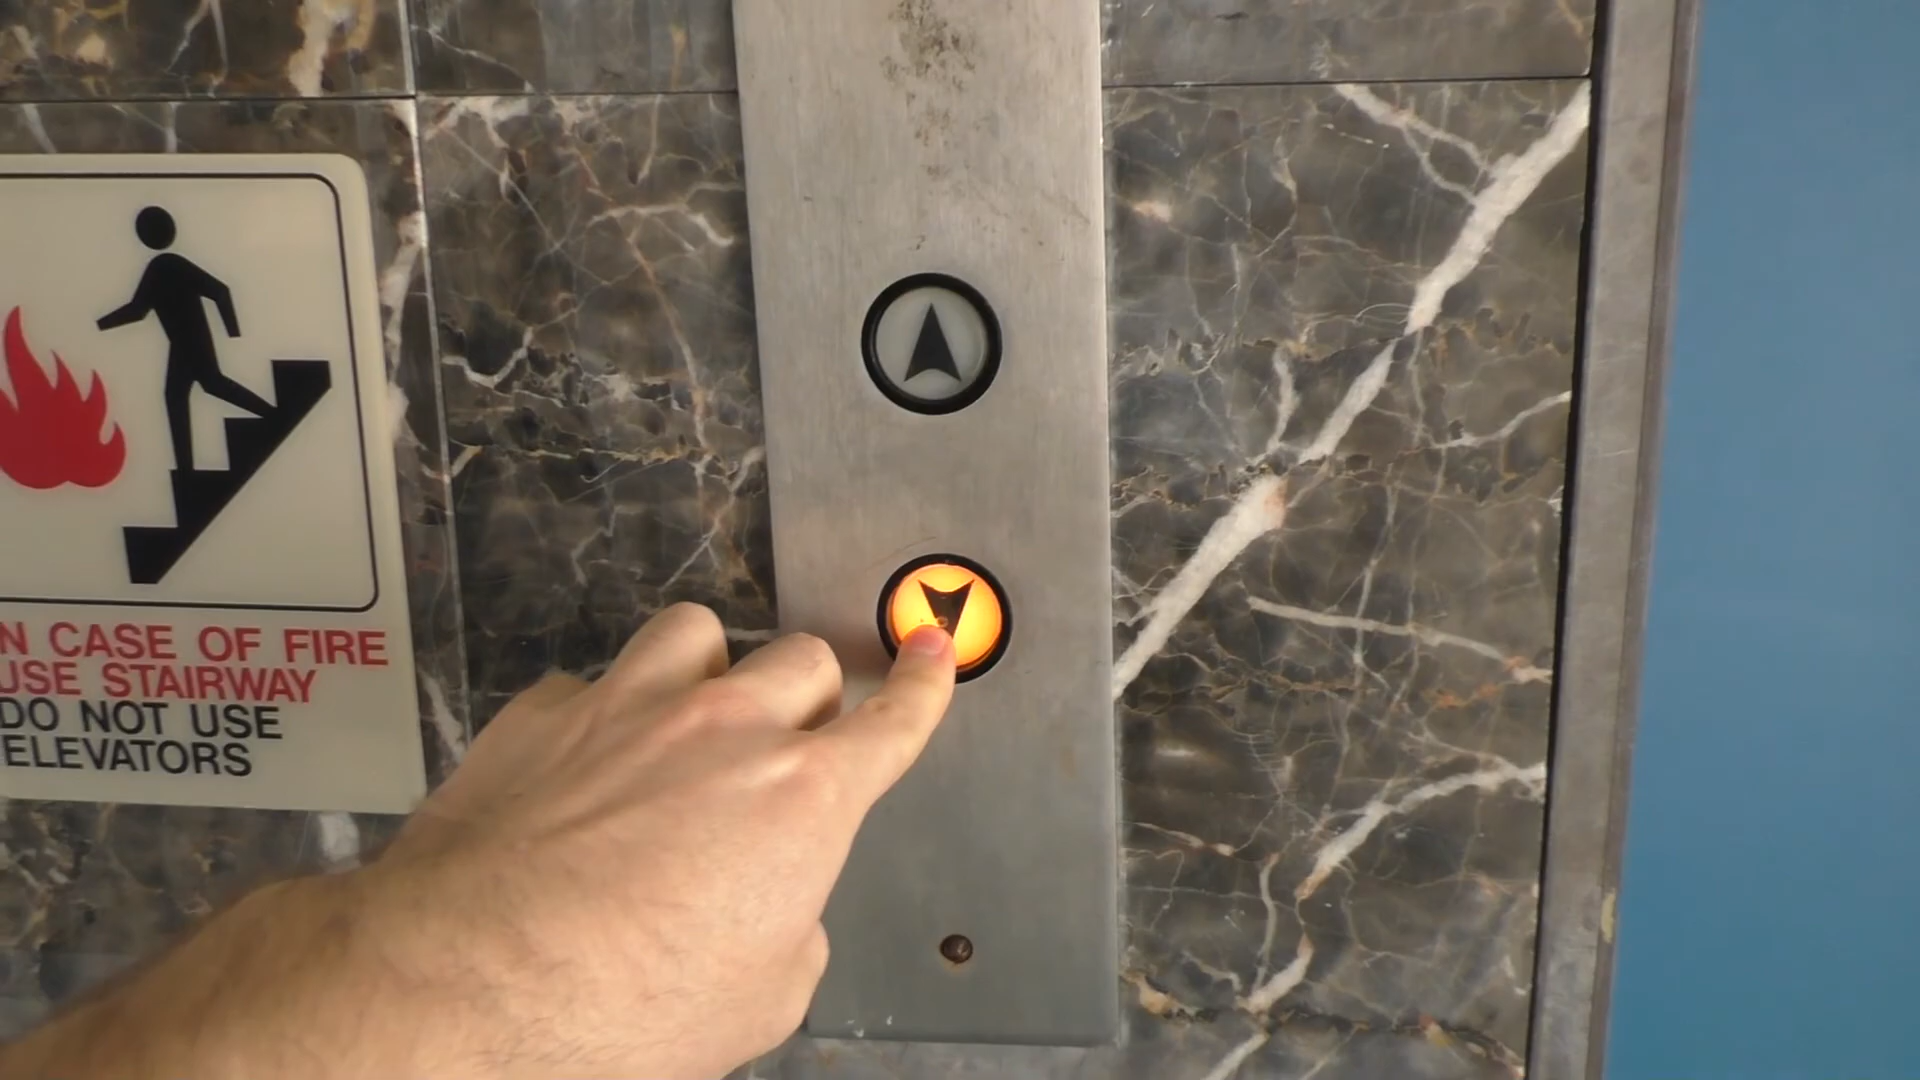 N CASE OF FIRE
USE STAIRWAY
DO NOT USE
ELEVATORS